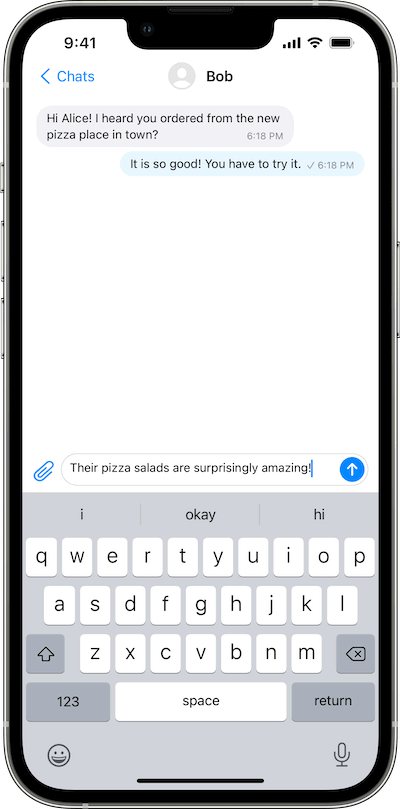 9:41
Chats
Bob
Hi Alice! I heard you ordered from the new
pizza place in town?
6:18 PM
It is so good! You have to try it.
6:18 PM
Their pizza salads are surprisingly amazing!
i okay hi
q w e r t y u i o p
a s d f g h j k l
z x c v b n m
123 space return